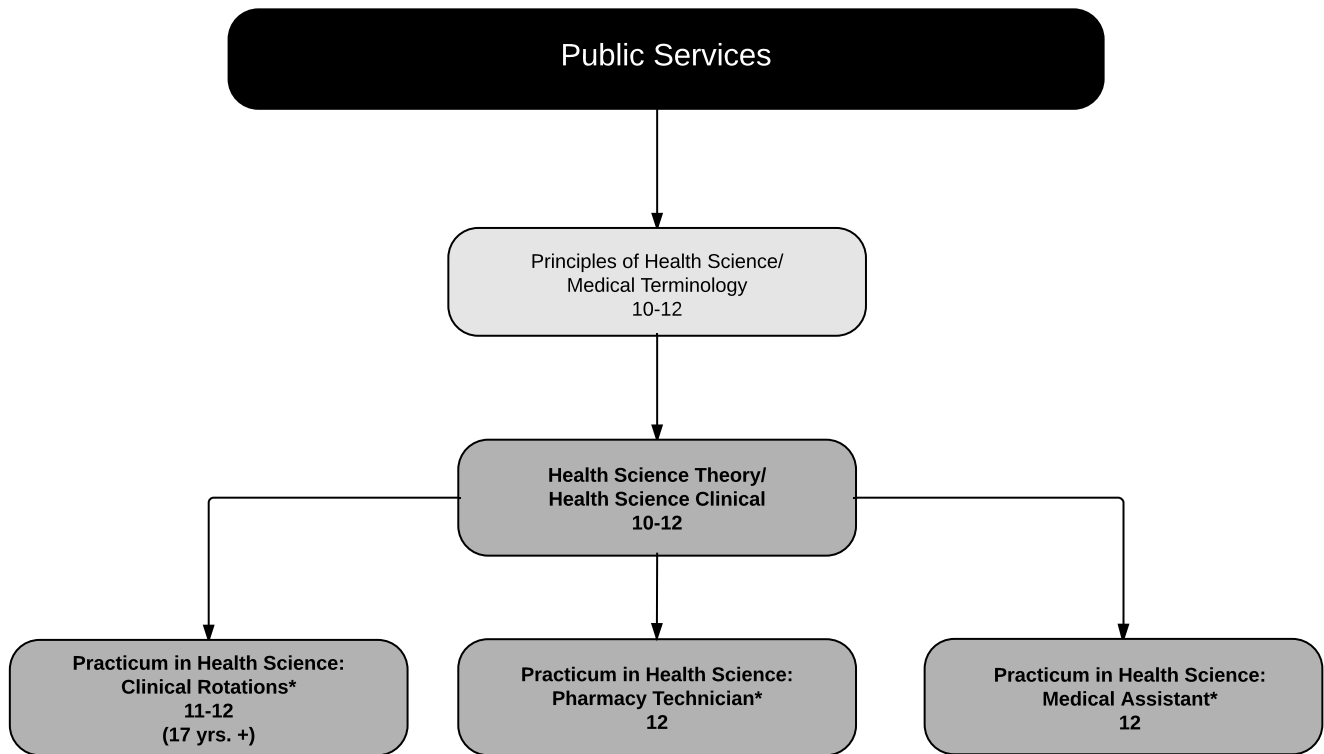 Public Services
Principles of Health Science/
Medical Terminology
10-12
Health Science Theory/
Health Science Clinical
10-12
Practicum in Health Science:
Clinical Rotations*
11-12
(17 yrs. +)
Practicum in Health Science:
Pharmacy Technician*
12
Practicum in Health Science:
Medical Assistant*
12